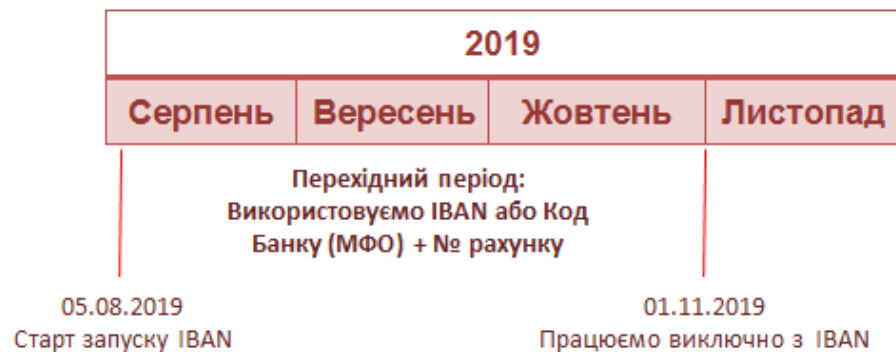 2019
Серпень Вересень Жовтень Листопад
Перехідний період:
Використовуємо IBAN або Код
Банку (МФО) + № рахунку
05.08.2019
Старт запуску IBAN
01.11.2019
Працюємо виключно з IBAN